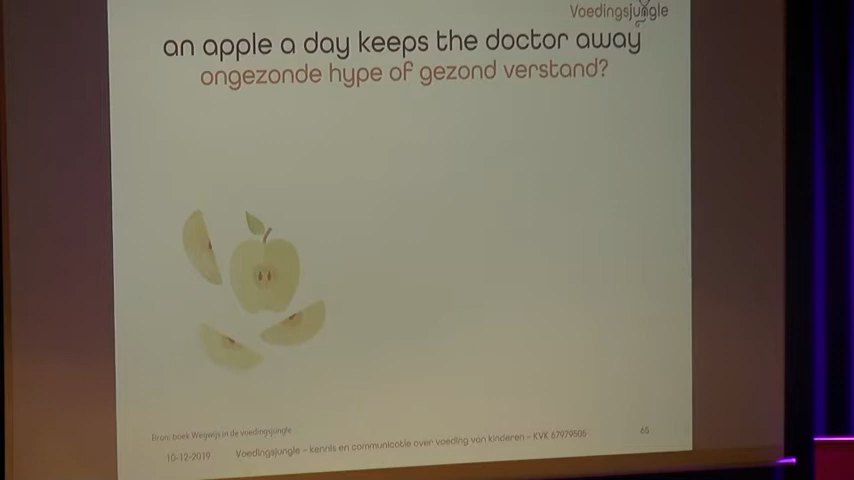 Voedingsjungle
an apple a day keeps the doctor away
ongezonde hype of gezond verstand?
Bron: boek Wegwijs in de voedingsjungle
10-12-2019 Voedingsjungle – kennis en communicatie over voeding van kinderen – KVK 67979505 65